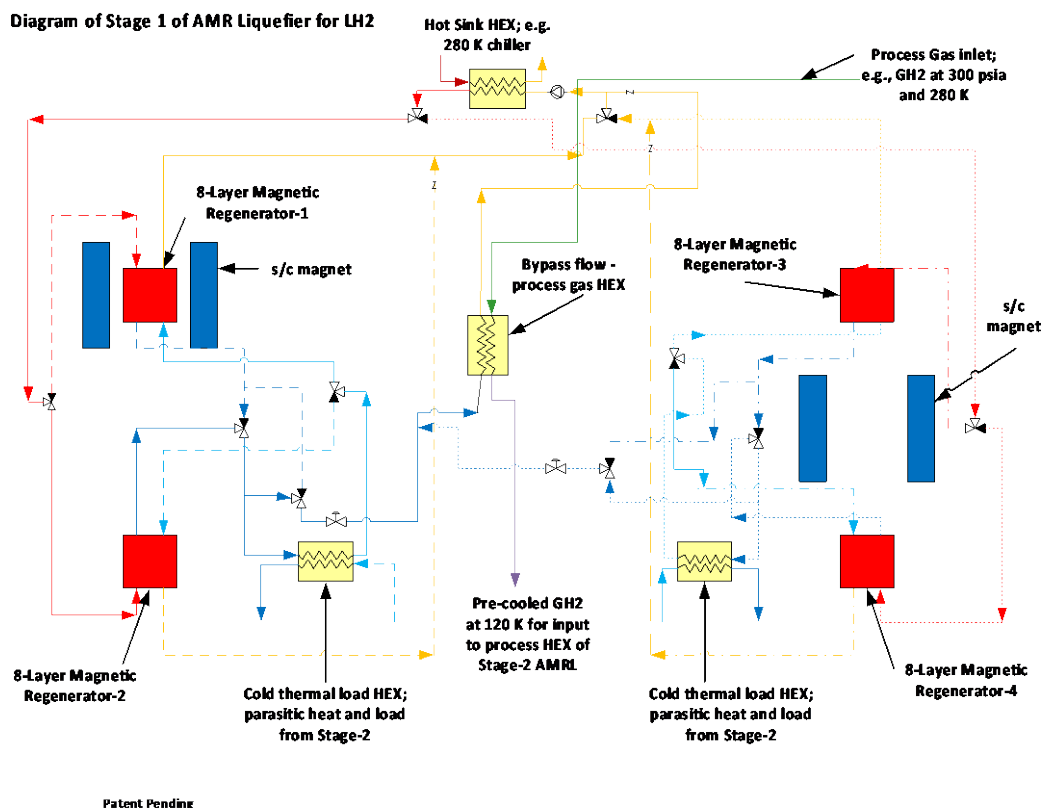 Diagram of Stage 1 of AMR Liquefier for LH2
Hot Sink HEX; e.g.
280 K chiller
Process Gas inlet;
e.g., GH2 at 300 psia
and 280 K
Z
Z
Z
8-Layer Magnetic
Regenerator-1
s/c magnet
Bypass flow -
process gas HEX
8-Layer Magnetic
Regenerator-3
s/c
magnet
8-Layer Magnetic
Regenerator-2
Cold thermal load HEX;
parasitic heat and load
from Stage-2
Pre-cooled GH2
at 120 K for input
to process HEX of
Stage-2 AMRL
Cold thermal load HEX;
parasitic heat and load
from Stage-2
8-Layer Magnetic
Regenerator-4
Patent Pending